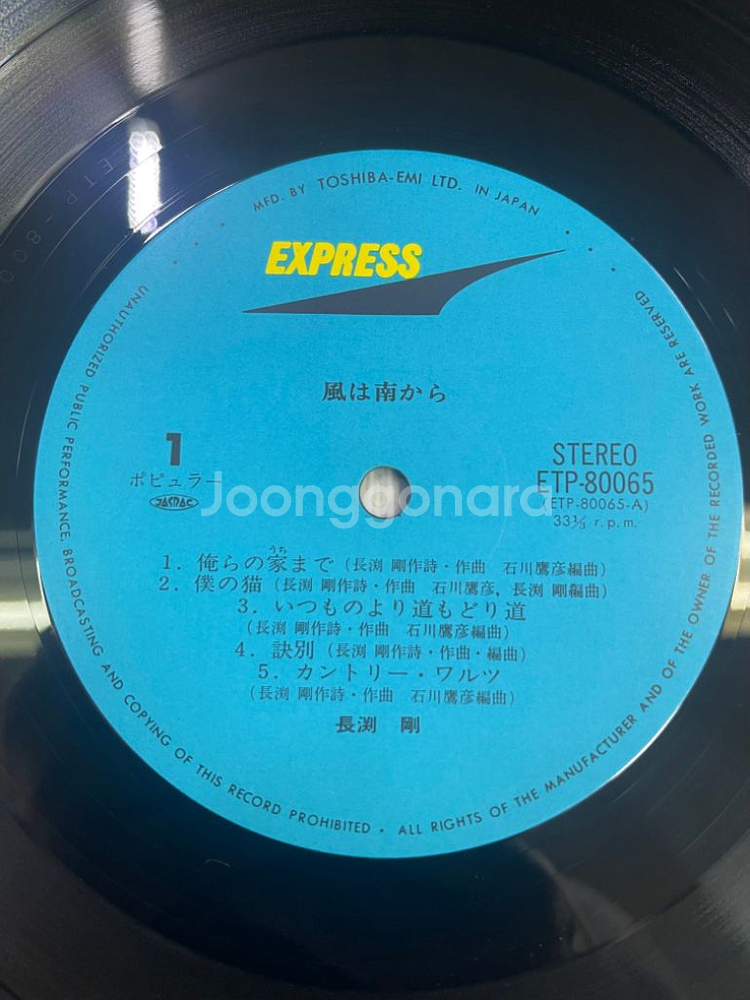 MFD. BY TOSHIBA-EMI LTD. IN JAPAN
EXPRESS
風は南から
1
ポピュラー
JASRAC
STEREO
ETP-80065
(ETP-80065-A)
33⅓ r.p.m.
Joonggonara
1. 俺らの家うちまで (長渕 剛作詩・作曲 石川鷹彦編曲)
2. 僕の猫 (長渕 剛作詩・作曲 石川鷹彦, 長渕 剛編曲)
3. いつものより道もどり道
(長渕 剛作詩・作曲 石川鷹彦編曲)
4. 訣別 (長渕 剛作詩・作曲・編曲)
5. カントリー・ワルツ
(長渕 剛作詩・作曲 石川鷹彦編曲)
長渕 剛
UNAUTHORIZED PUBLIC PERFORMANCE, BROADCASTING AND COPYING OF THIS RECORD PROHIBITED • ALL RIGHTS OF THE MANUFACTURER AND OF THE OWNER OF THE RECORDED WORK ARE RESERVED
ETP-800